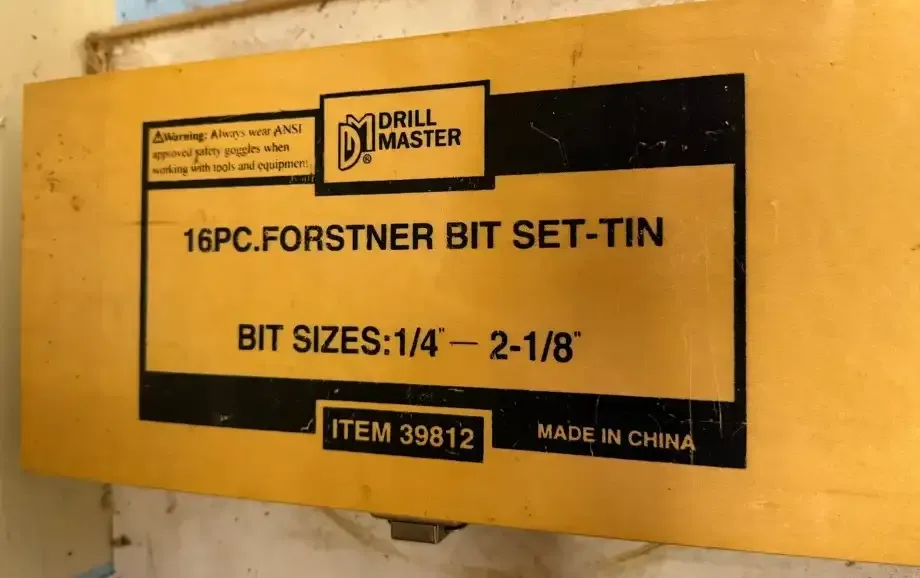 ⚠Warning: Always wear ANSI
approved safety goggles when
working with tools and equipment
DM®
DRILL
MASTER
16PC.FORSTNER BIT SET-TIN
BIT SIZES:1/4" — 2-1/8"
ITEM 39812
MADE IN CHINA